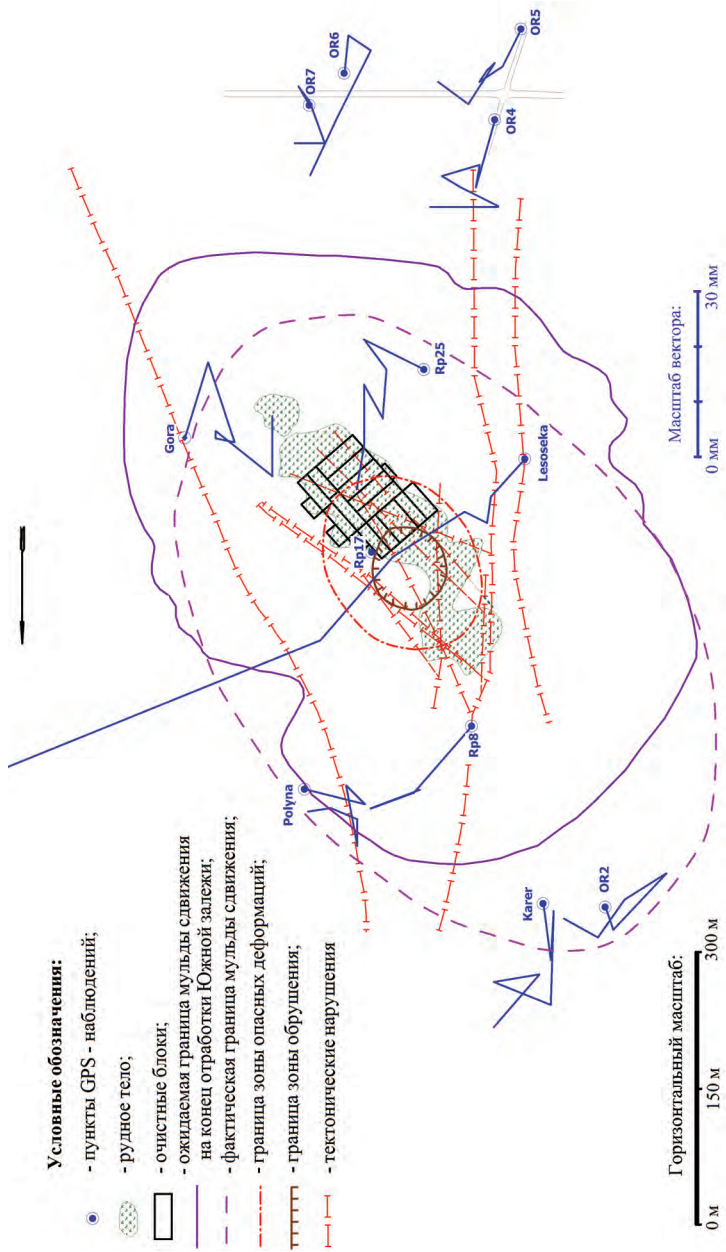 Условные обозначения:
- пункты GPS - наблюдений;
- рудное тело;
- очистные блоки;
- ожидаемая граница мульды сдвижения
на конец отработки Южной залежи;
- фактическая граница мульды сдвижения;
- граница зоны опасных деформаций;
- граница зоны обрушения;
- тектонические нарушения
Polyna
Gora
OR7
OR6
Rp17
Rp25
Rp8
OR4
OR5
Lesoseka
Karer
OR2
Горизонтальный масштаб:
0 м 150 м 300 м
Масштаб вектора:
0 мм 30 мм